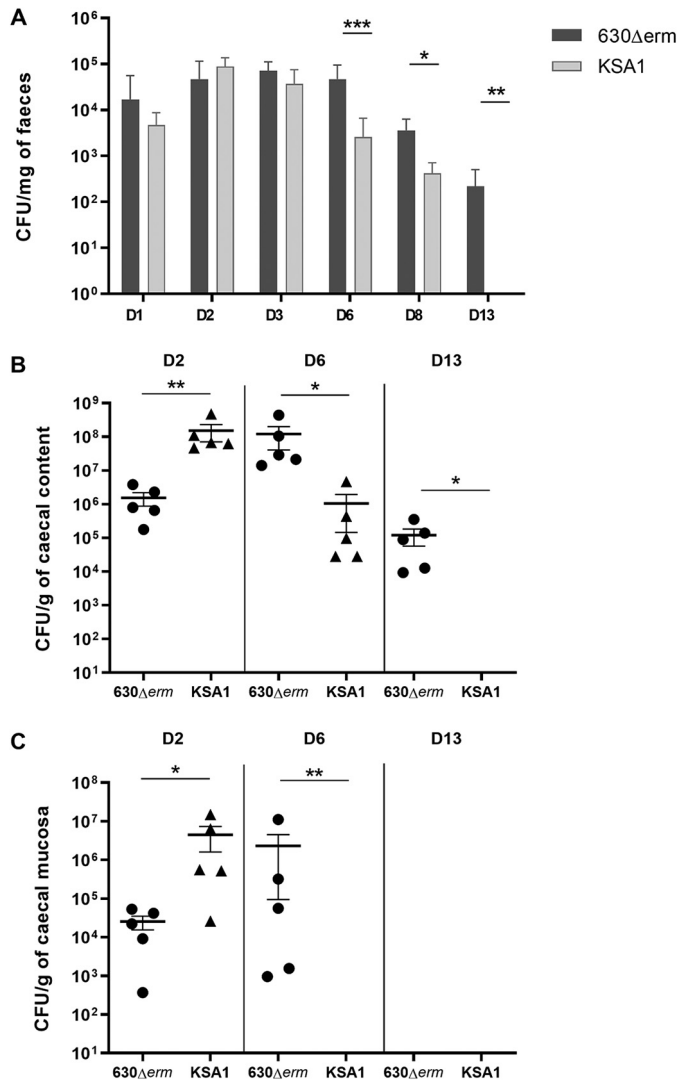 A
CFU/mg of faeces
10⁶
10⁵
10⁴
10³
10²
10¹
10⁰
D1 D2 D3 D6 D8 D13
***
*
**
630Δerm
KSA1
B
D2 D6 D13
CFU/g of caecal content
10⁹
10⁸
10⁷
10⁶
10⁵
10⁴
10³
10²
10¹
**
*
*
630Δerm KSA1 630Δerm KSA1 630Δerm KSA1
C
D2 D6 D13
CFU/g of caecal mucosa
10⁸
10⁷
10⁶
10⁵
10⁴
10³
10²
10¹
*
**
630Δerm KSA1 630Δerm KSA1 630Δerm KSA1